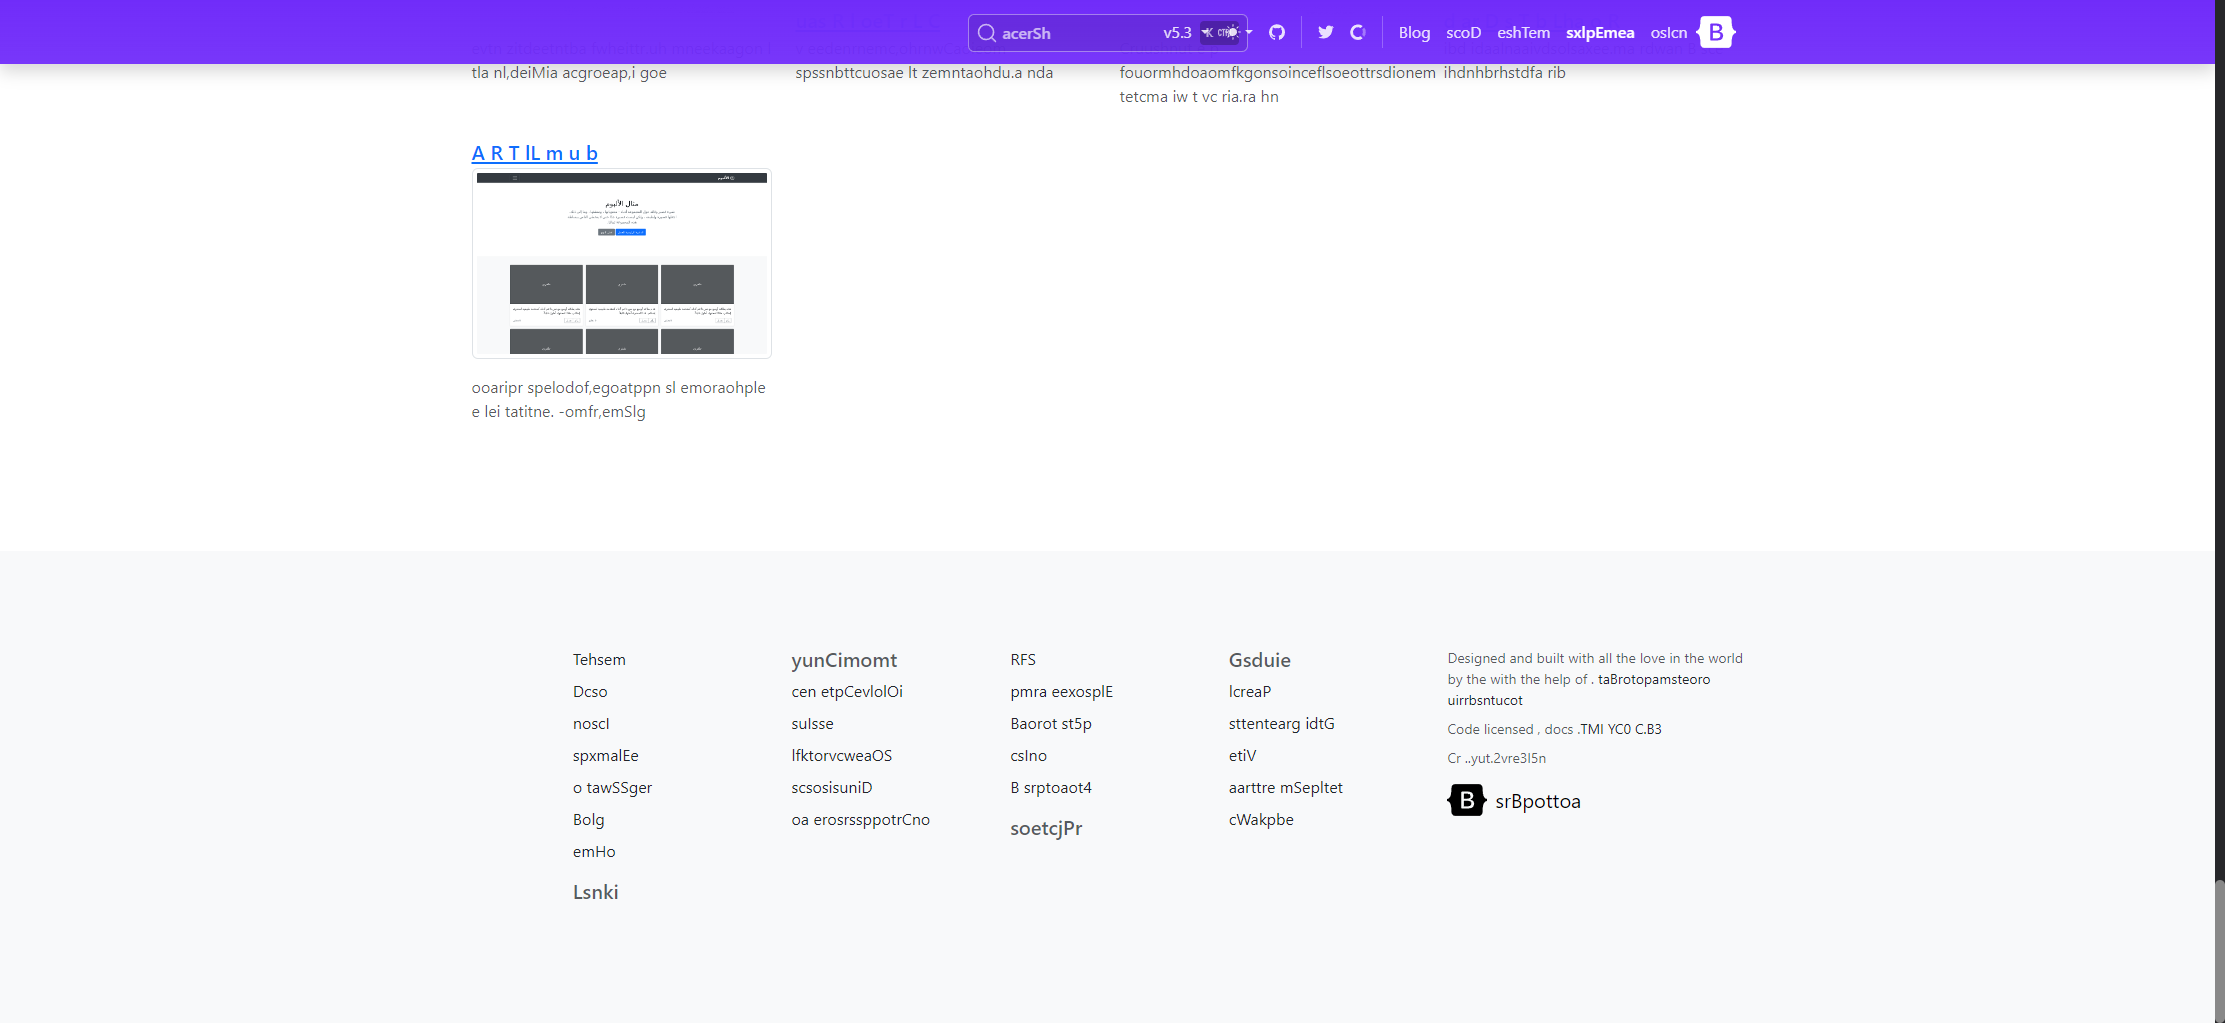 acerSh
v5.3
Blog scoD eshTem sxlpEmea oslcn
tla nl,deiMia acgroeap,i goe
spssnbttcuosae lt zemntaohdu.a nda
fouormhdoaomfkgonsoinceflsoeottrsdionem
tetcma iw t vc ria.ra hn
ihdnhbrhstdfa rib
A R T lL m u b
مثال الألبوم
ooaripr spelodof,egoatppn sl emoraohple
e lei tatitne. -omfr,emSlg
Tehsem
Dcso
noscI
spxmalEe
o tawSSger
Bolg
emHo
Lsnki
yunCimomt
cen etpCevlolOi
sulsse
lfktorvcweaOS
scsosisuniD
oa erosrssppotrCno
RFS
pmra eexosplE
Baorot st5p
csIno
B srptoaot4
soetcjPr
Gsduie
lcreaP
sttentearg idtG
etiV
aarttre mSepltet
cWakpbe
Designed and built with all the love in the world
by the with the help of . taBrotopamsteoro
uirrbsntucot
Code licensed , docs .TMI YC0 C.B3
Cr ..yut.2vre3l5n
srBpottoa